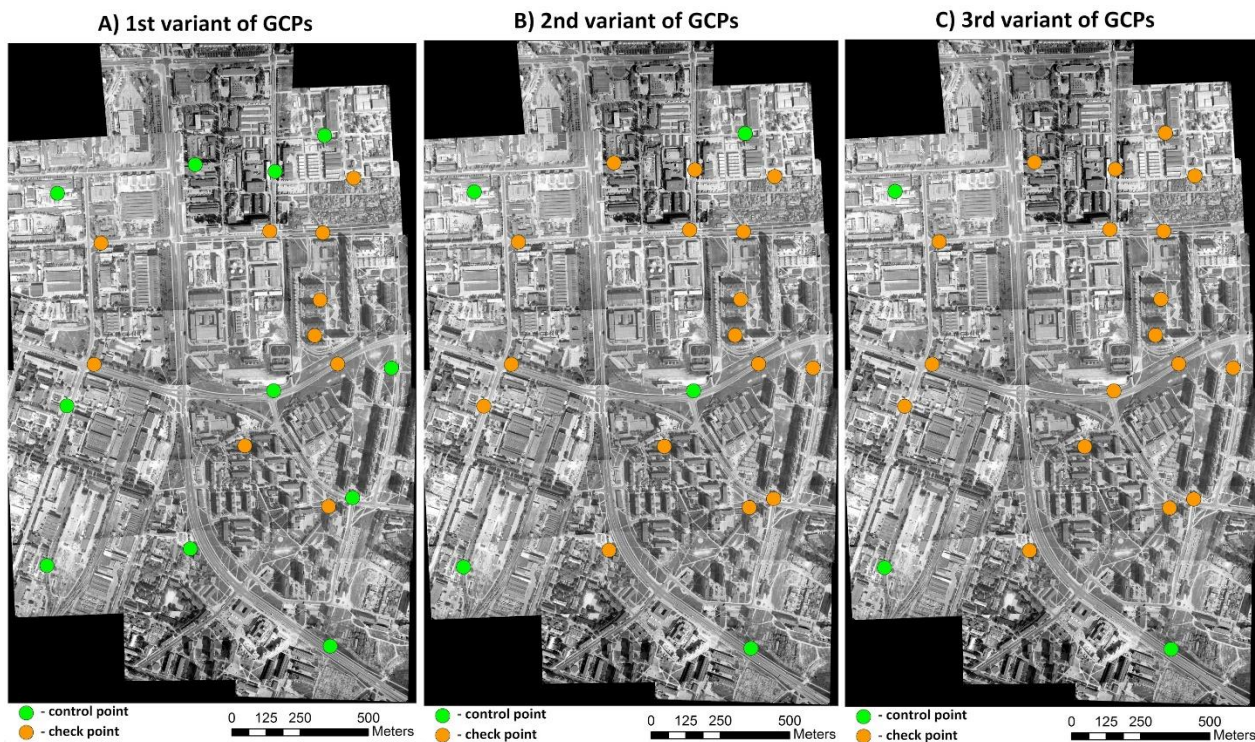 A) 1st variant of GCPs
B) 2nd variant of GCPs
C) 3rd variant of GCPs
- control point
- check point
0 125 250 500
Meters
- control point
- check point
0 125 250 500
Meters
- control point
- check point
0 125 250 500
Meters